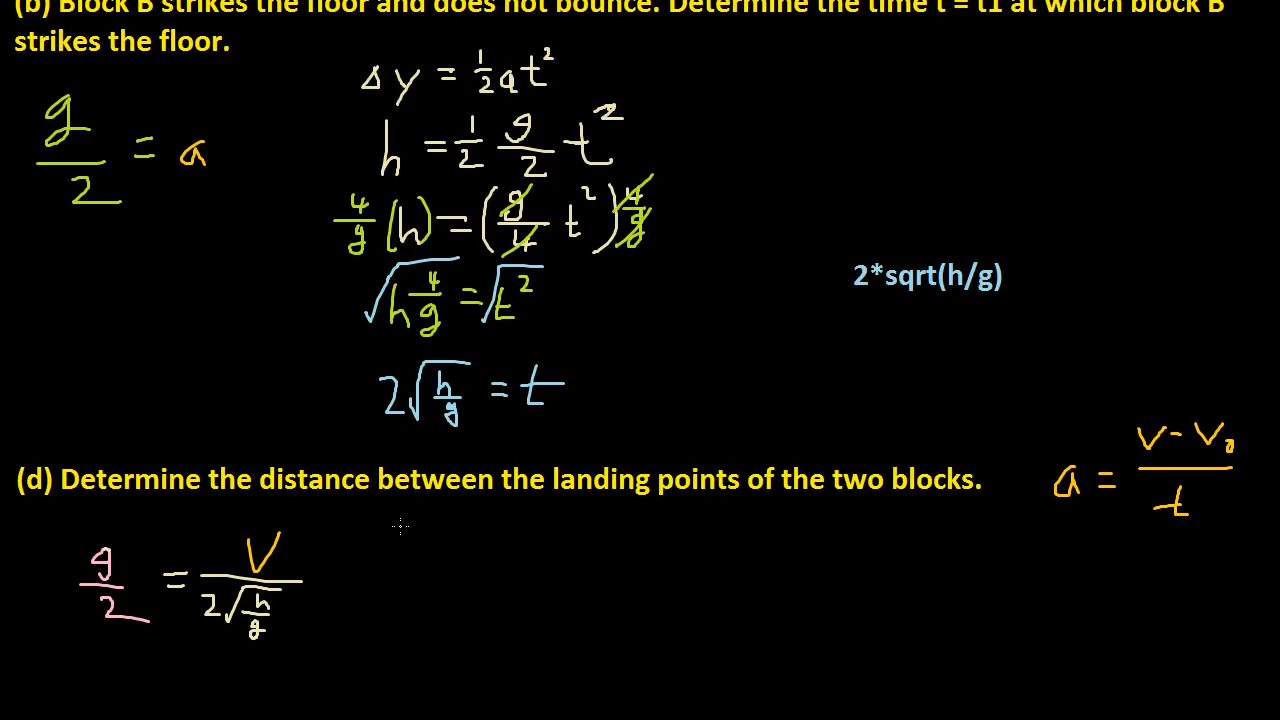 (b) Block B strikes the floor and does not bounce. Determine the time t = t1 at which block B
strikes the floor.
Δy = 1/2 at²
g/2 = a
h = 1/2 g/2 t²
4/g (h) = (g/4 t²) 4/g
√(h 4/g) = √(t²)
2*sqrt(h/g)
2√(h/g) = t
(d) Determine the distance between the landing points of the two blocks.
a = (V - V₀)/t
g/2 = V/(2√(h/g))